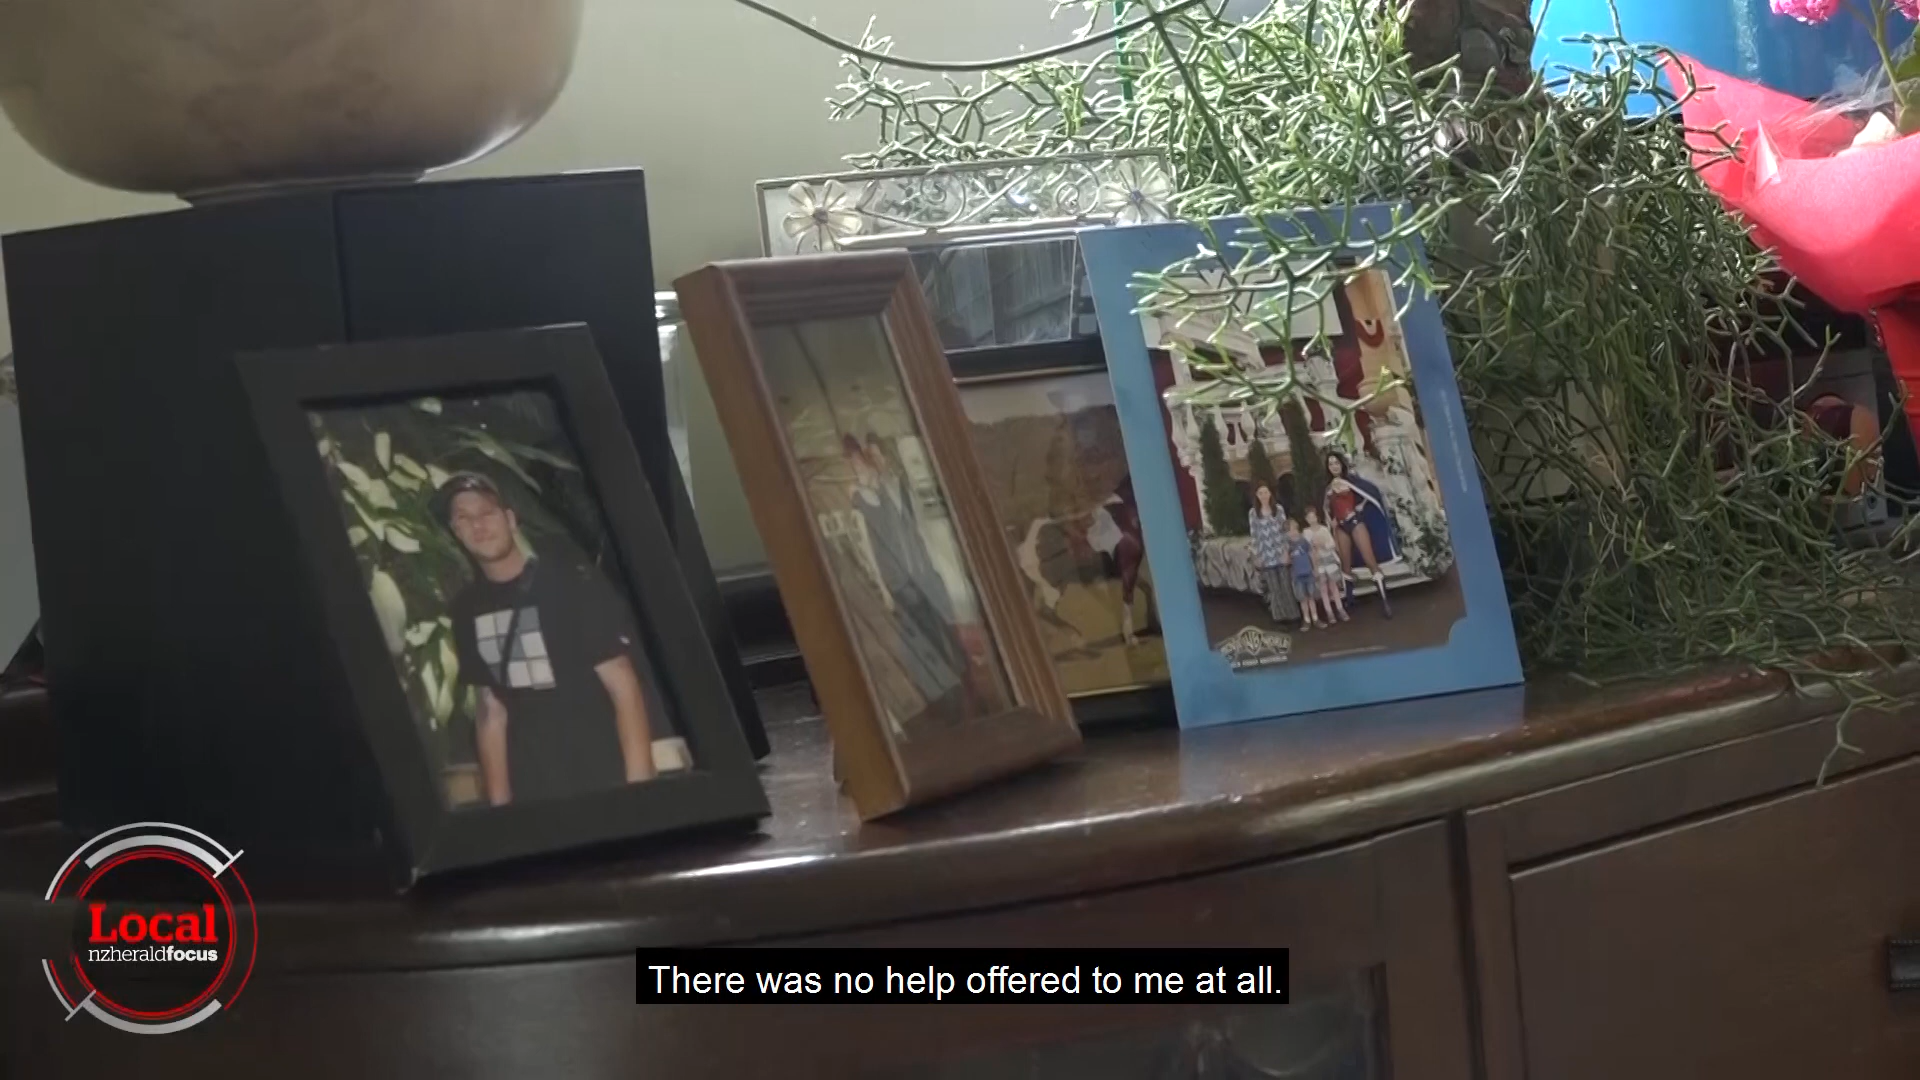 Local
nzheraldfocus
There was no help offered to me at all.